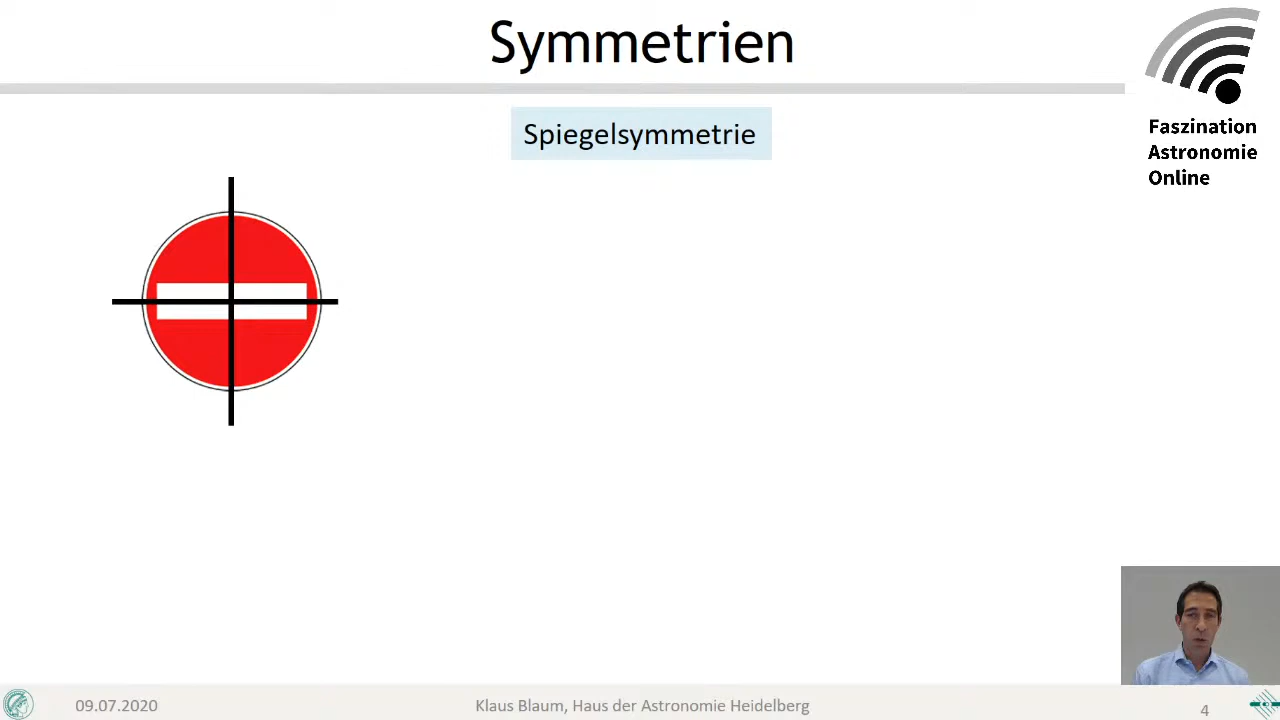 Symmetrien
Faszination
Astronomie
Online
Spiegelsymmetrie
09.07.2020
Klaus Blaum, Haus der Astronomie Heidelberg
4